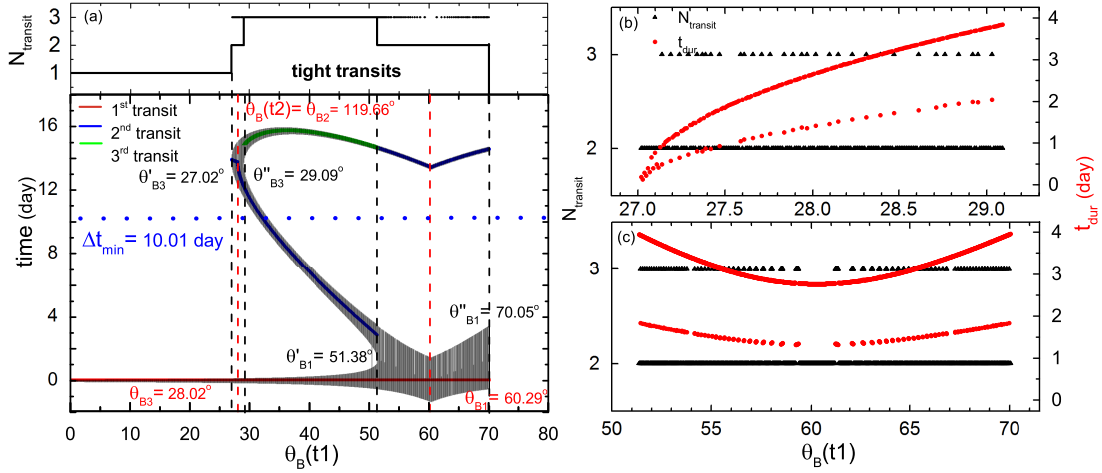 (a)
N_transit
3
2
1
tight transits
1st transit
2nd transit
3rd transit
θ_B(t2)= θ_B2 = 119.66°
θ'_B3= 27.02°
θ''_B3= 29.09°
Δt_min= 10.01 day
θ''_B1= 70.05°
θ'_B1= 51.38°
θ_B3= 28.02°
θ_B1= 60.29°
time (day)
16
12
8
4
0
0 10 20 30 40 50 60 70 80
θ_B(t1)
(b)
N_transit
t_dur
3
2
4
3
2
1
0
27.0 27.5 28.0 28.5 29.0
N_transit
t_dur (day)
(c)
3
2
4
3
2
1
0
50 55 60 65 70
θ_B(t1)